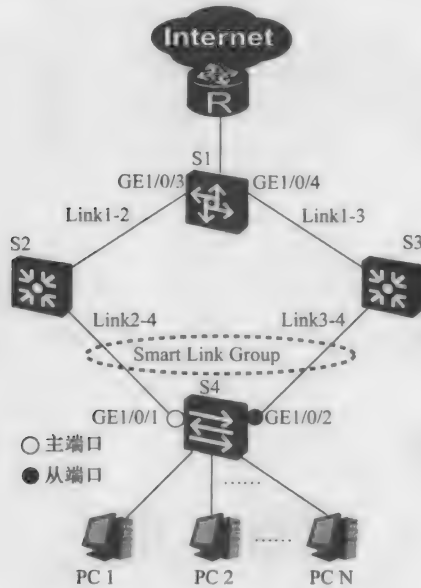 Internet
R
S1
GE1/0/3 GE1/0/4
Link1-2 Link1-3
S2 S3
Link2-4 Link3-4
Smart Link Group
S4
GE1/0/1 GE1/0/2
主端口
从端口
……
……
PC 1 PC 2 PC N